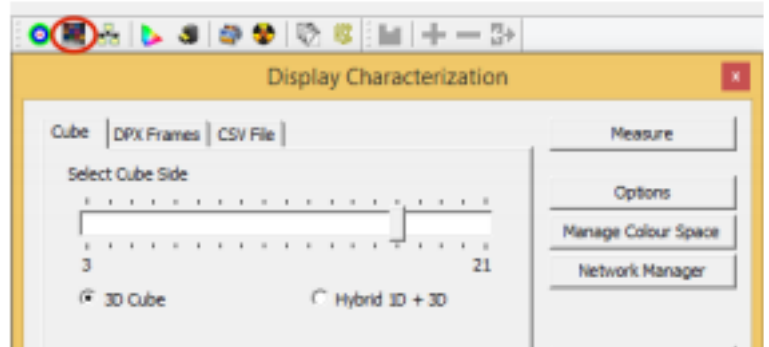 Display Characterization
x
Cube DPX Frames CSV File
Measure
Select Cube Side
Options
Manage Colour Space
3 21
Network Manager
3D Cube Hybrid 1D + 3D